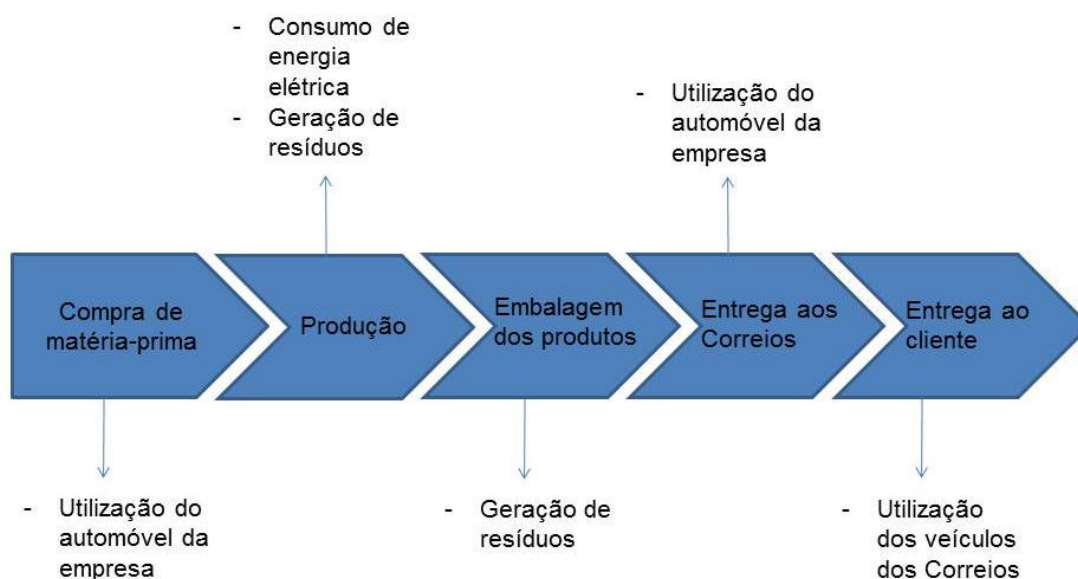 - Consumo de
energia
elétrica
- Geração de
resíduos
- Utilização do
automóvel da
empresa
Compra de
matéria-prima
Produção
Embalagem
dos produtos
Entrega aos
Correios
Entrega ao
cliente
- Utilização do
automóvel da
empresa
- Geração de
resíduos
- Utilização
dos veículos
dos Correios